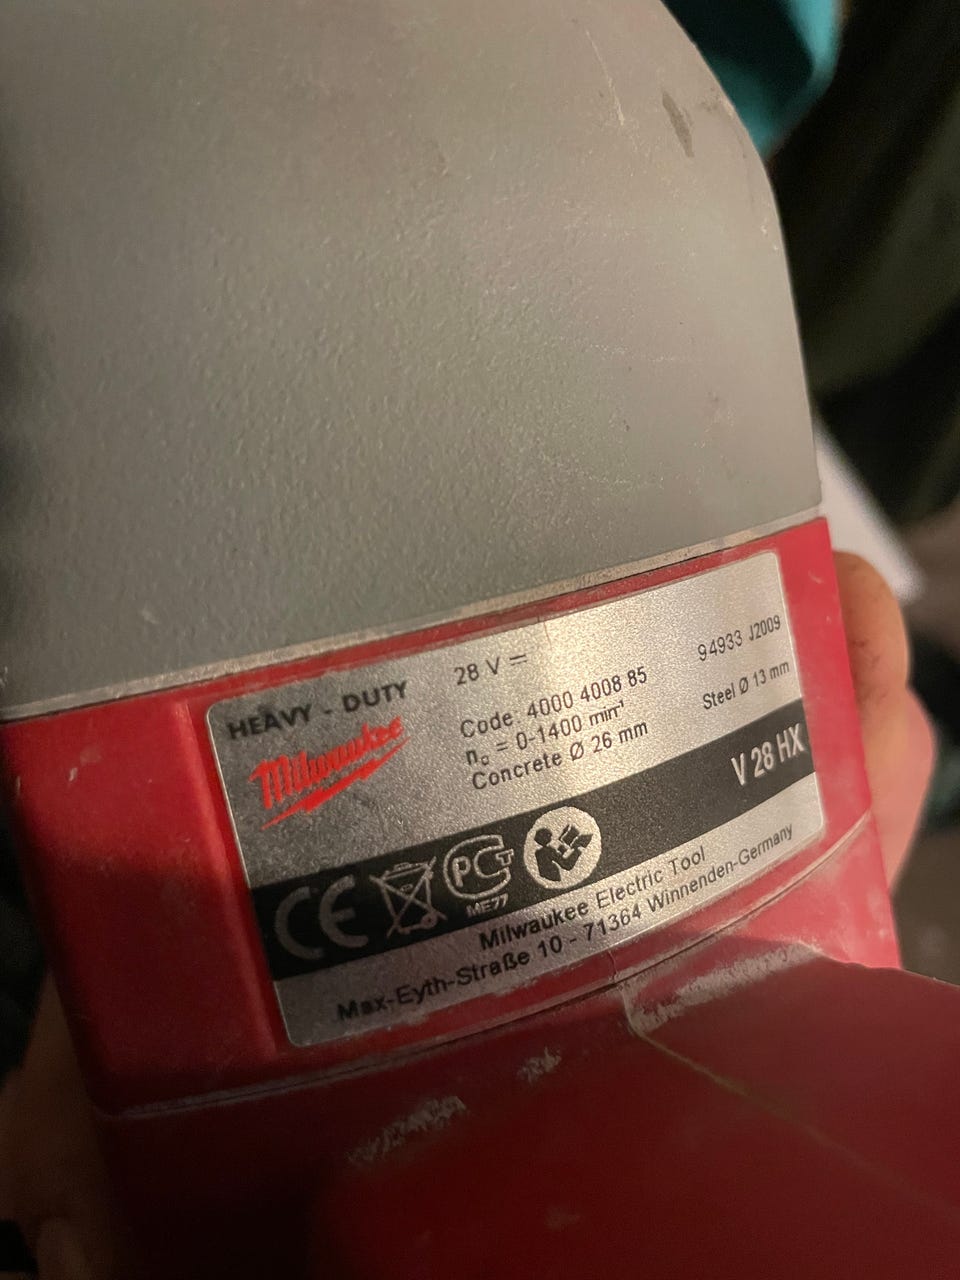 HEAVY - DUTY
Milwaukee
28 V
94933 J2009
Code 4000 4008 85
n₀ = 0-1400 min⁻¹
Steel Ø 13 mm
Concrete Ø 26 mm
V 28 HX
CE
PCT
ME77
Milwaukee Electric Tool
Max-Eyth-Straße 10 - 71364 Winnenden-Germany